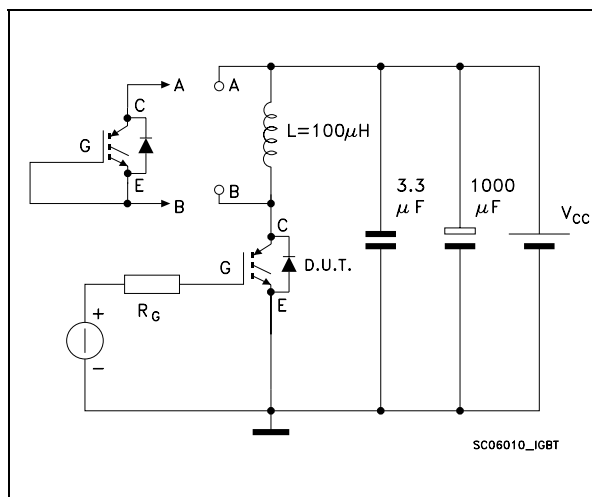 A
A
C
G
L=100μH
E
B
B
3.3
μF
1000
μF
VCC
C
G
D.U.T.
E
RG
+
-
SC06010_IGBT